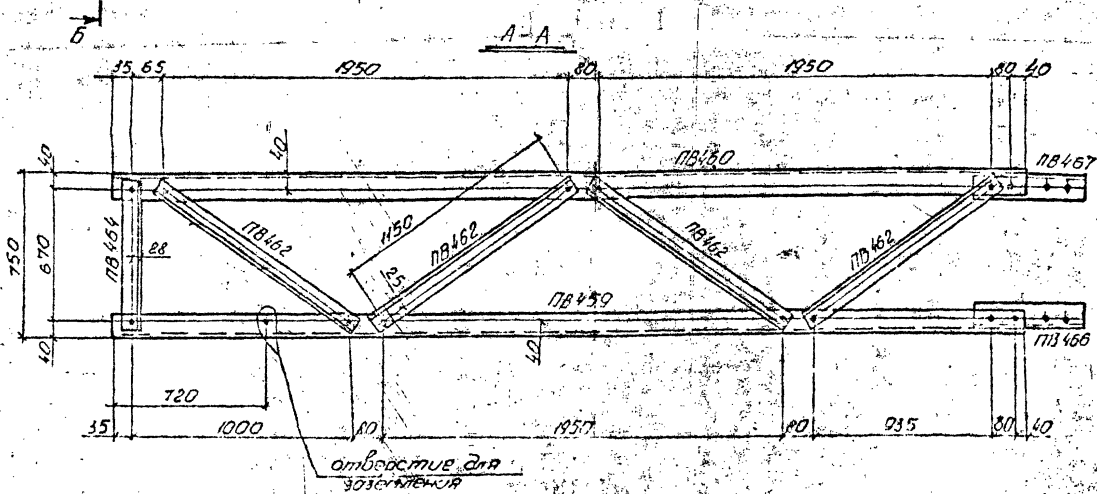 Б
А-А
35 65 1950 80 1950 80 40
40
40
ПВ460
ПВ467
1150
ПВ464
28
ПВ462
ПВ462
ПВ462
ПВ462
25
750
670
ПВ459
40
40
ПВ466
720
35 1000 80 1950 80 935 80 40
отверстие для
заземления